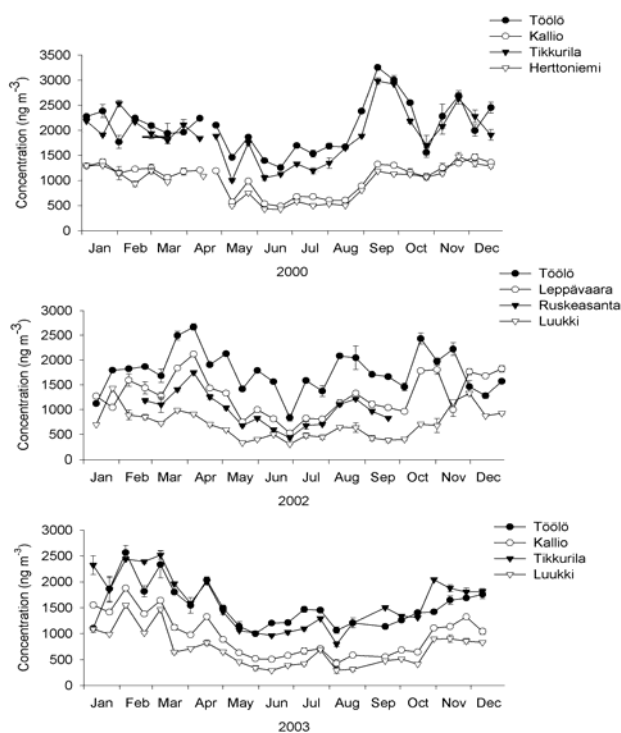 Töölö
Kallio
Tikkurila
Herttoniemi
Concentration (ng m⁻³)
3500
3000
2500
2000
1500
1000
500
0
Jan Feb Mar Apr May Jun Jul Aug Sep Oct Nov Dec
2000
Töölö
Leppävaara
Ruskeasanta
Luukki
Concentration (ng m⁻³)
3000
2500
2000
1500
1000
500
0
Jan Feb Mar Apr May Jun Jul Aug Sep Oct Nov Dec
2002
Töölö
Kallio
Tikkurila
Luukki
Concentration (ng m⁻³)
3000
2500
2000
1500
1000
500
0
Jan Feb Mar Apr May Jun Jul Aug Sep Oct Nov Dec
2003